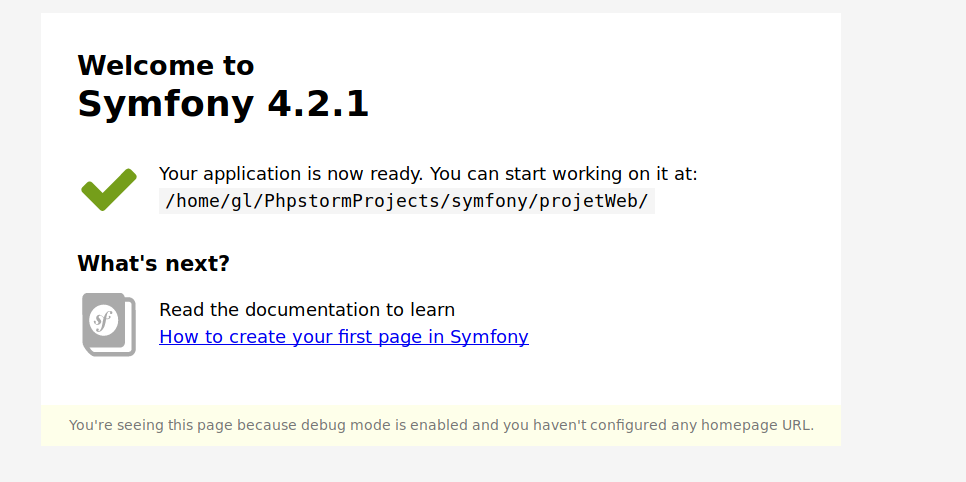 Welcome to
Symfony 4.2.1
Your application is now ready. You can start working on it at:
/home/gl/PhpstormProjects/symfony/projetWeb/
What's next?
sf
Read the documentation to learn
How to create your first page in Symfony
You're seeing this page because debug mode is enabled and you haven't configured any homepage URL.